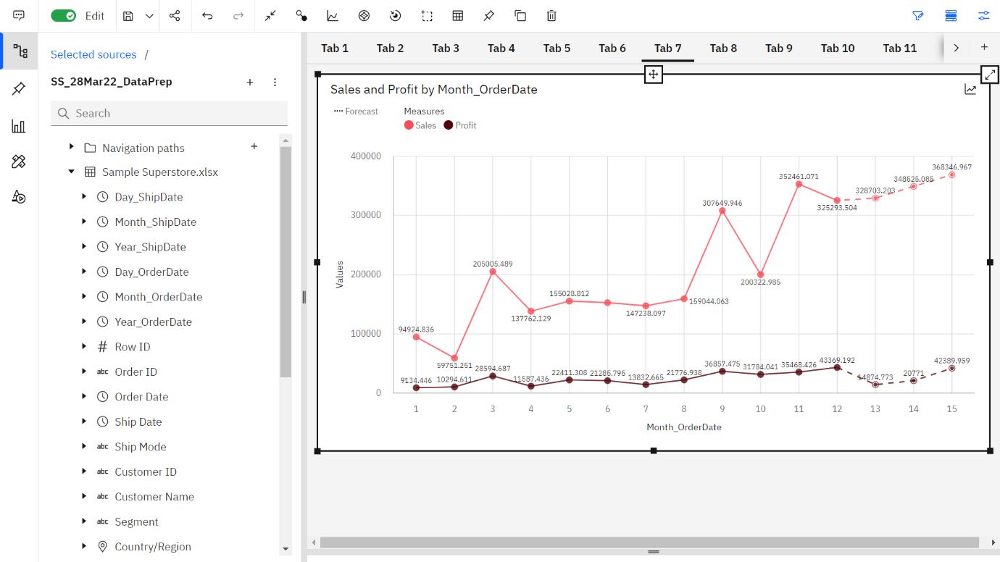 Edit
Selected sources /
SS_28Mar22_DataPrep
Search
Navigation paths
Sample Superstore.xlsx
Day_ShipDate
Month_ShipDate
Year_ShipDate
Day_OrderDate
Month_OrderDate
Year_OrderDate
# Row ID
abc Order ID
Order Date
Ship Date
abc Ship Mode
abc Customer ID
abc Customer Name
abc Segment
Country/Region
Tab 1 Tab 2 Tab 3 Tab 4 Tab 5 Tab 6 Tab 7 Tab 8 Tab 9 Tab 10 Tab 11
Sales and Profit by Month_OrderDate
Forecast
Measures
Sales Profit
Values
400000
300000
200000
100000
0
94924.836
59751.251
205005.489
137762.129
155028.812
147238.097
159044.063
307649.946
200322.985
352461.071
325293.504
328703.203
348525.085
368346.967
9134.446
10294.611
28594.687
11587.436
22411.308
21285.795
13832.665
21776.938
36857.475
31784.041
35468.426
43369.192
14874.773
20771
42389.959
1 2 3 4 5 6 7 8 9 10 11 12 13 14 15
Month_OrderDate